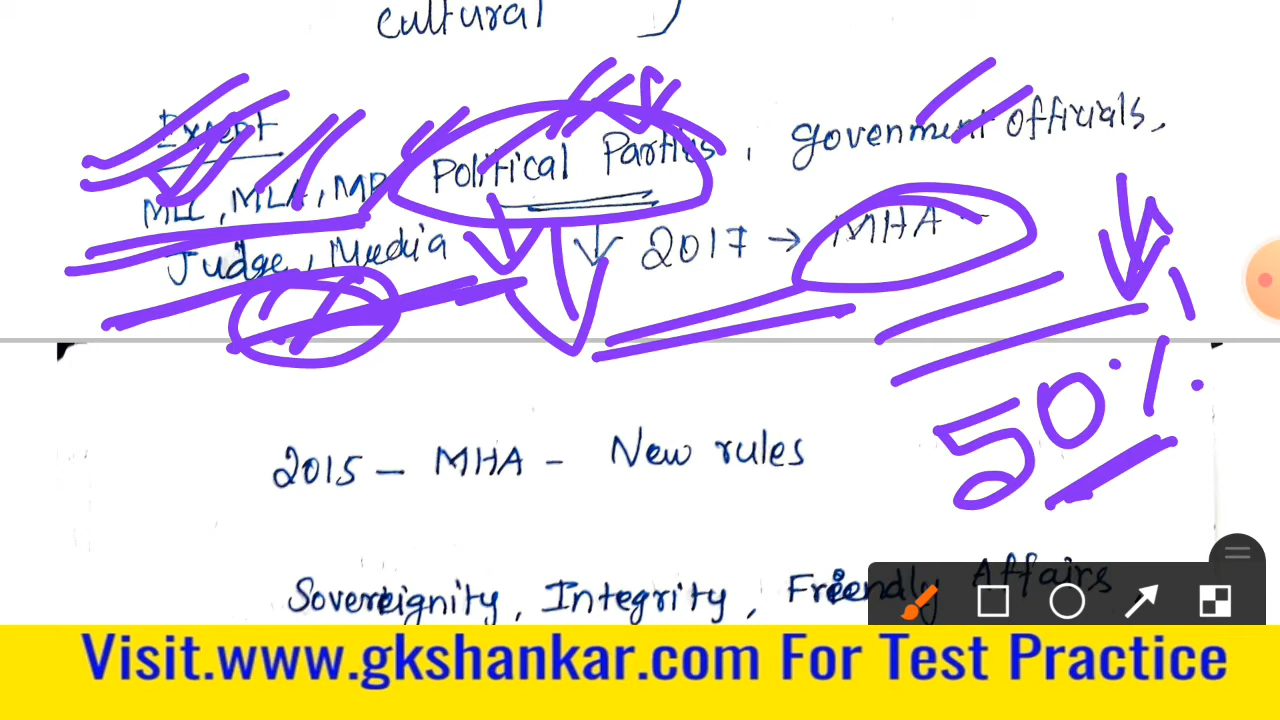 cultural
Except
MLC, MLA, MP, Political Parties, govenment officials,
Judge, Media 2017 → MHA -
50%
2015 - MHA - New rules
Sovereignity, Integrity, Friendly Affairs
Visit.www.gkshankar.com For Test Practice